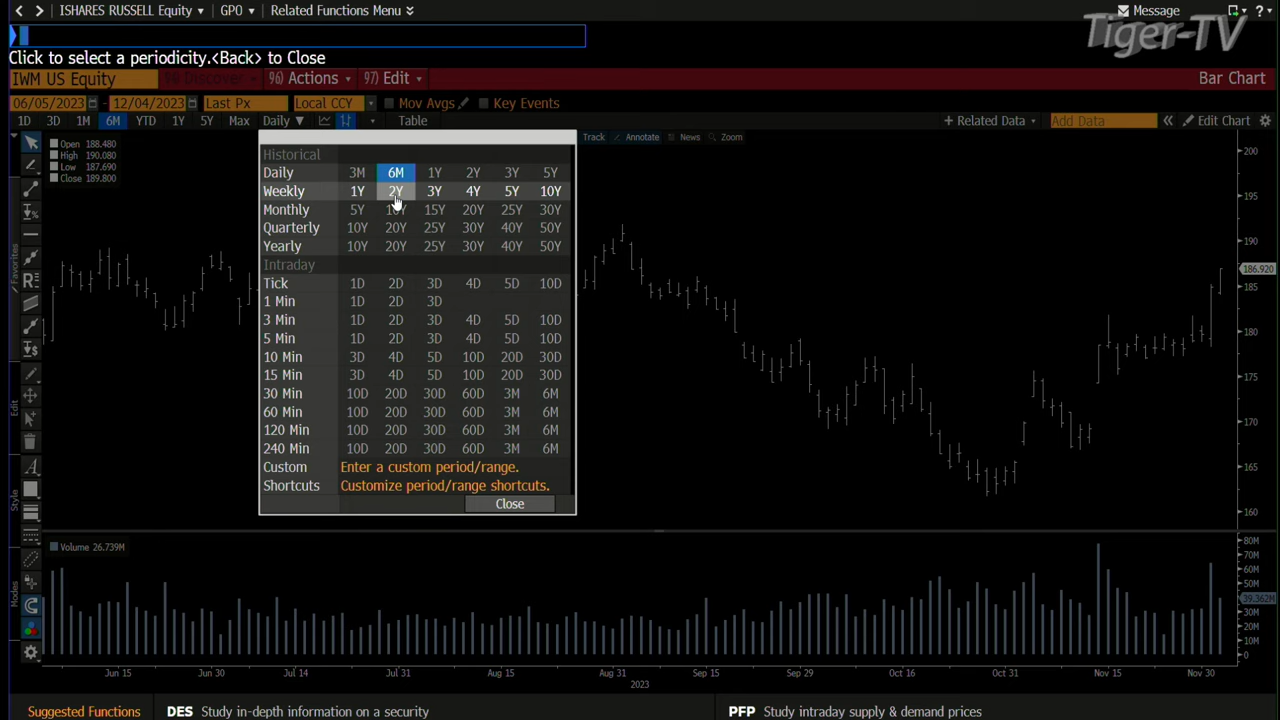 ISHARES RUSSELL Equity GPO Related Functions Menu Message ?
Tiger-TV
Click to select a periodicity.<Back> to Close
IWM US Equity 96) Actions 97) Edit Bar Chart
06/05/2023 - 12/04/2023 Last Px Local CCY Mov Avgs Key Events
1D 3D 1M 6M YTD 1Y 5Y Max Daily ▼ Table + Related Data Add Data « Edit Chart
Track Annotate News Zoom
Open 188.480
High 190.080
Low 187.690
Close 189.800
Historical
Daily 3M 6M 1Y 2Y 3Y 5Y
Weekly 1Y 2Y 3Y 4Y 5Y 10Y
Monthly 5Y 10Y 15Y 20Y 25Y 30Y
Quarterly 10Y 20Y 25Y 30Y 40Y 50Y
Yearly 10Y 20Y 25Y 30Y 40Y 50Y
Intraday
Tick 1D 2D 3D 4D 5D 10D
1 Min 1D 2D 3D
3 Min 1D 2D 3D 4D 5D 10D
5 Min 1D 2D 3D 4D 5D 10D
10 Min 3D 4D 5D 10D 20D 30D
15 Min 3D 4D 5D 10D 20D 30D
30 Min 10D 20D 30D 60D 3M 6M
60 Min 10D 20D 30D 60D 3M 6M
120 Min 10D 20D 30D 60D 3M 6M
240 Min 10D 20D 30D 60D 3M 6M
Custom Enter a custom period/range.
Shortcuts Customize period/range shortcuts.
Close
200
195
190
186.920
185
180
175
170
165
160
Favorites
Edit
Style
Modes
Volume 26.739M
80M
70M
60M
50M
39.362M
30M
20M
10M
0
Jun 15 Jun 30 Jul 14 Jul 31 Aug 15 Aug 31 Sep 15 Sep 29 Oct 16 Oct 31 Nov 15 Nov 30
2023
Suggested Functions DES Study in-depth information on a security PFP Study intraday supply & demand prices